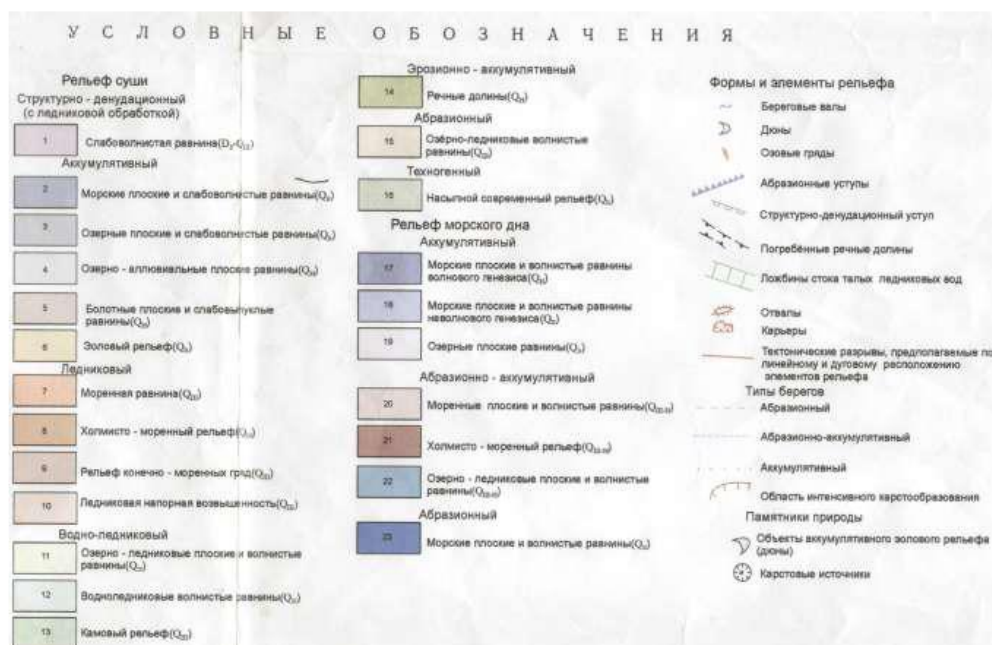 УСЛОВНЫЕ ОБОЗНАЧЕНИЯ
Рельеф суши
Структурно - денудационный
(с ледниковой обработкой)
1 Слабоволнистая равнина
Аккумулятивный
2 Морские плоские и слабоволнистые равнины
3 Озерные плоские и слабоволнистые равнины
4 Озерно - аллювиальные плоские равнины
5 Болотные плоские и слабовыпуклые
равнины
6 Эоловый рельеф
Ледниковый
7 Моренная равнина
8 Холмисто - моренный рельеф
9 Рельеф конечно - моренных гряд
10 Ледниковая напорная возвышенность
Водно-ледниковый
11 Озерно - ледниковые плоские и волнистые
равнины
12 Водноледниковые волнистые равнины
13 Камовый рельеф
Эрозионно - аккумулятивный
14 Речные долины
Абразионный
15 Озёрно-ледниковые волнистые
равнины
Техногенный
16 Насыпной современный рельеф
Рельеф морского дна
Аккумулятивный
17 Морские плоские и волнистые равнины
волнового генезиса
18 Морские плоские и волнистые равнины
неволнового генезиса
19 Озерные плоские равнины
Абразионно - аккумулятивный
20 Моренные плоские и волнистые равнины
21 Холмисто - моренный рельеф
22 Озерно - ледниковые плоские и волнистые
равнины
Абразионный
23 Морские плоские и волнистые равнины
Формы и элементы рельефа
Береговые валы
Дюны
Озовые гряды
Абразионные уступы
Структурно-денудационный уступ
Погребённые речные долины
Ложбины стока талых ледниковых вод
Отвалы
Карьеры
Тектонические разрывы, предполагаемые по
линейному и дуговому расположению
элементов рельефа
Типы берегов
Абразионный
Абразионно-аккумулятивный
Аккумулятивный
Область интенсивного карстообразования
Памятники природы
Объекты аккумулятивного эолового рельефа
(дюны)
Карстовые источники